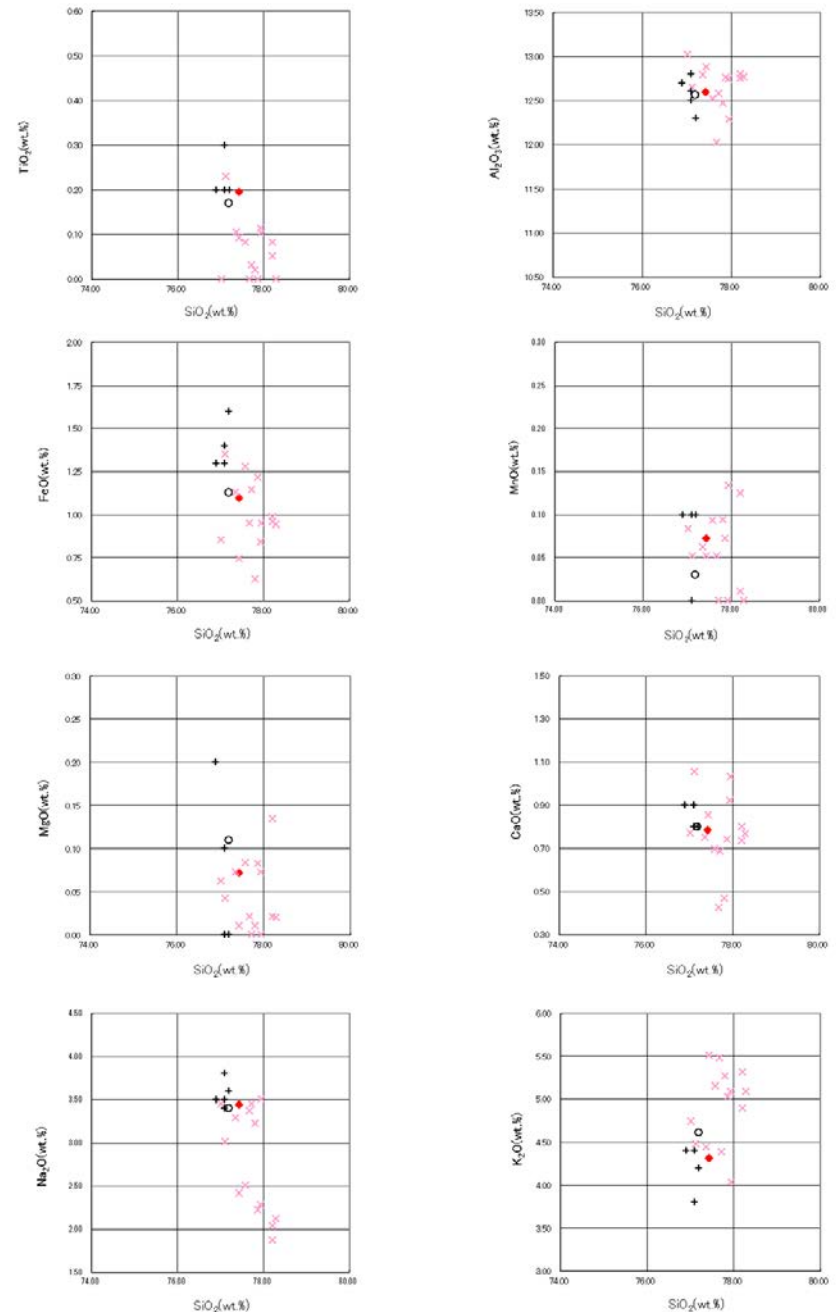 0.60
0.50
0.40
0.30
0.20
0.10
0.00
TiO₂(wt.%)
74.00 76.00 78.00 80.00
SiO₂(wt.%)
13.50
13.00
12.50
12.00
11.50
11.00
10.50
Al₂O₃(wt.%)
74.00 76.00 78.00 80.00
SiO₂(wt.%)
2.00
1.75
1.50
1.25
1.00
0.75
0.50
FeO(wt.%)
74.00 76.00 78.00 80.00
SiO₂(wt.%)
0.30
0.25
0.20
0.15
0.10
0.05
0.00
MnO(wt.%)
74.00 76.00 78.00 80.00
SiO₂(wt.%)
0.30
0.25
0.20
0.15
0.10
0.05
0.00
MgO(wt.%)
74.00 76.00 78.00 80.00
SiO₂(wt.%)
1.50
1.30
1.10
0.90
0.70
0.50
0.30
CaO(wt.%)
74.00 76.00 78.00 80.00
SiO₂(wt.%)
4.50
4.00
3.50
3.00
2.50
2.00
1.50
Na₂O(wt.%)
74.00 76.00 78.00 80.00
SiO₂(wt.%)
6.00
5.50
5.00
4.50
4.00
3.50
3.00
K₂O(wt.%)
74.00 76.00 78.00 80.00
SiO₂(wt.%)